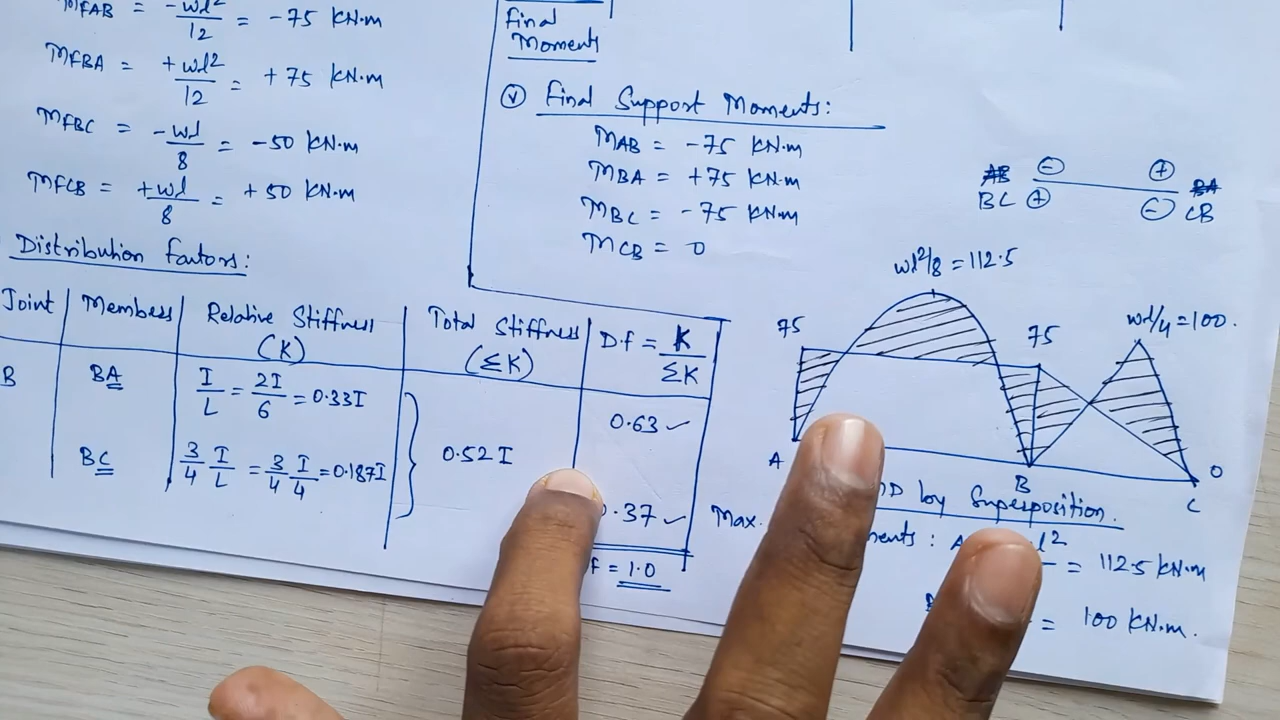 MFAB = -wl²/12 = -75 KN.m
MFBA = +wl²/12 = +75 KN.m
MFBC = -wl/8 = -50 KN.m
MFCB = +wl/8 = +50 KN.m
Distribution factors:
Joint Members Relative Stiffness (K) Total Stiffness (ΣK) D.f = K/ΣK
B BA I/L = 2I/6 = 0.33I 0.63 ✓
BC 3/4 I/L = 3/4 I/4 = 0.187I 0.52 I .37 ✓
f = 1.0
final
Moments
(v) final Support Moments:
MAB = -75 KN.m
MBA = +75 KN.m
MBC = -75 KN.m
MCB = 0
AB - + BA
BC + - CB
wl²/8 = 112.5
75 75 wl/4 = 100.
A B C 0
by Superposition.
Max.
ments: = 112.5 KN.m
= 100 KN.m.